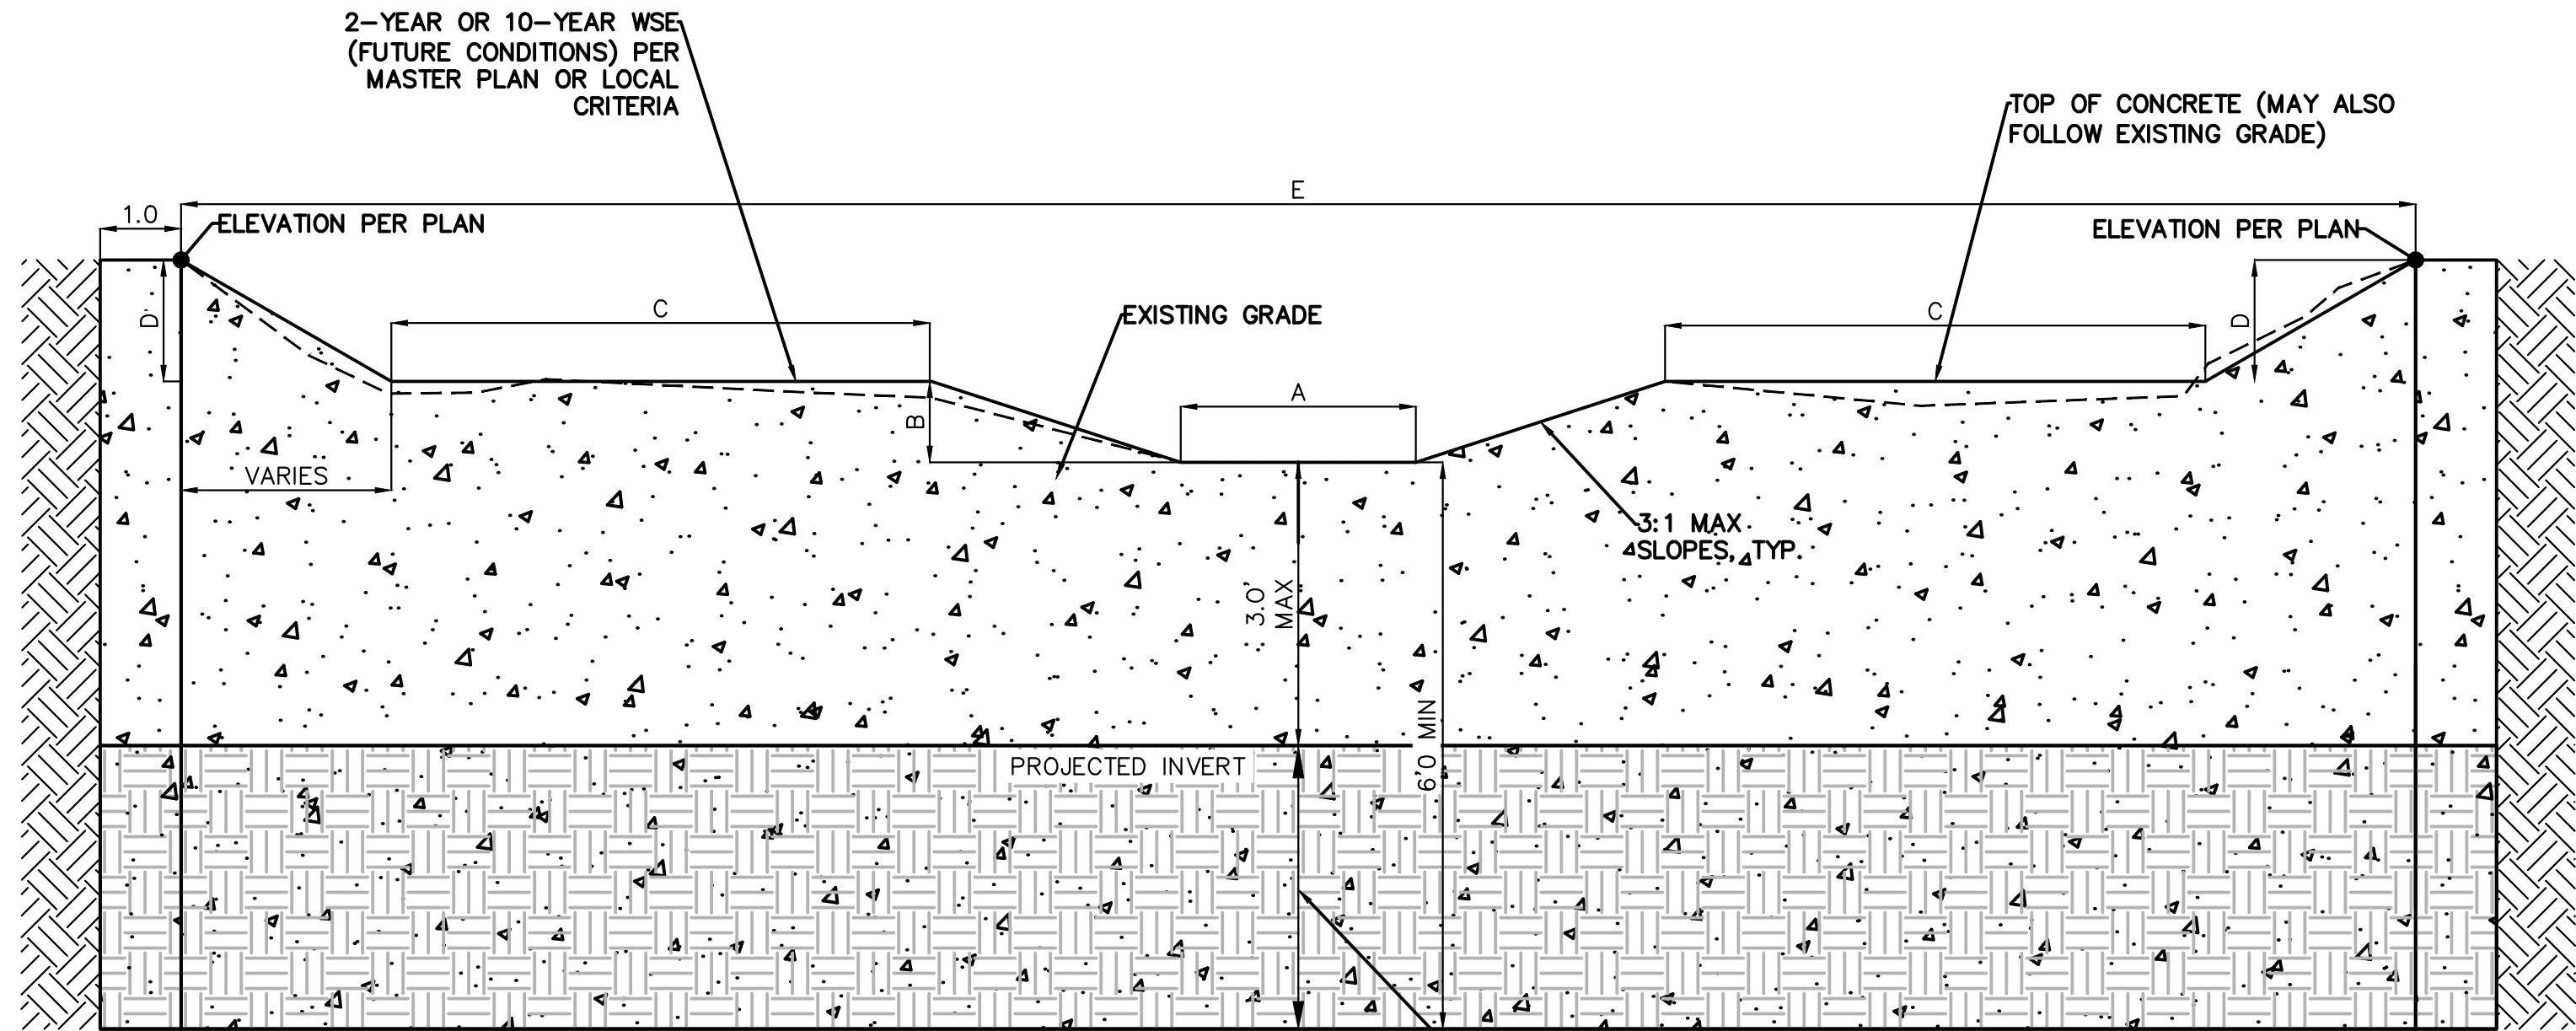 2-YEAR OR 10-YEAR WSE
(FUTURE CONDITIONS) PER
MASTER PLAN OR LOCAL
CRITERIA
TOP OF CONCRETE (MAY ALSO
FOLLOW EXISTING GRADE)
E
1.0
ELEVATION PER PLAN
ELEVATION PER PLAN
D
C
EXISTING GRADE
C
D
A
B
VARIES
3:1 MAX
SLOPES, TYP.
3.0'
MAX
6'0 MIN
PROJECTED INVERT